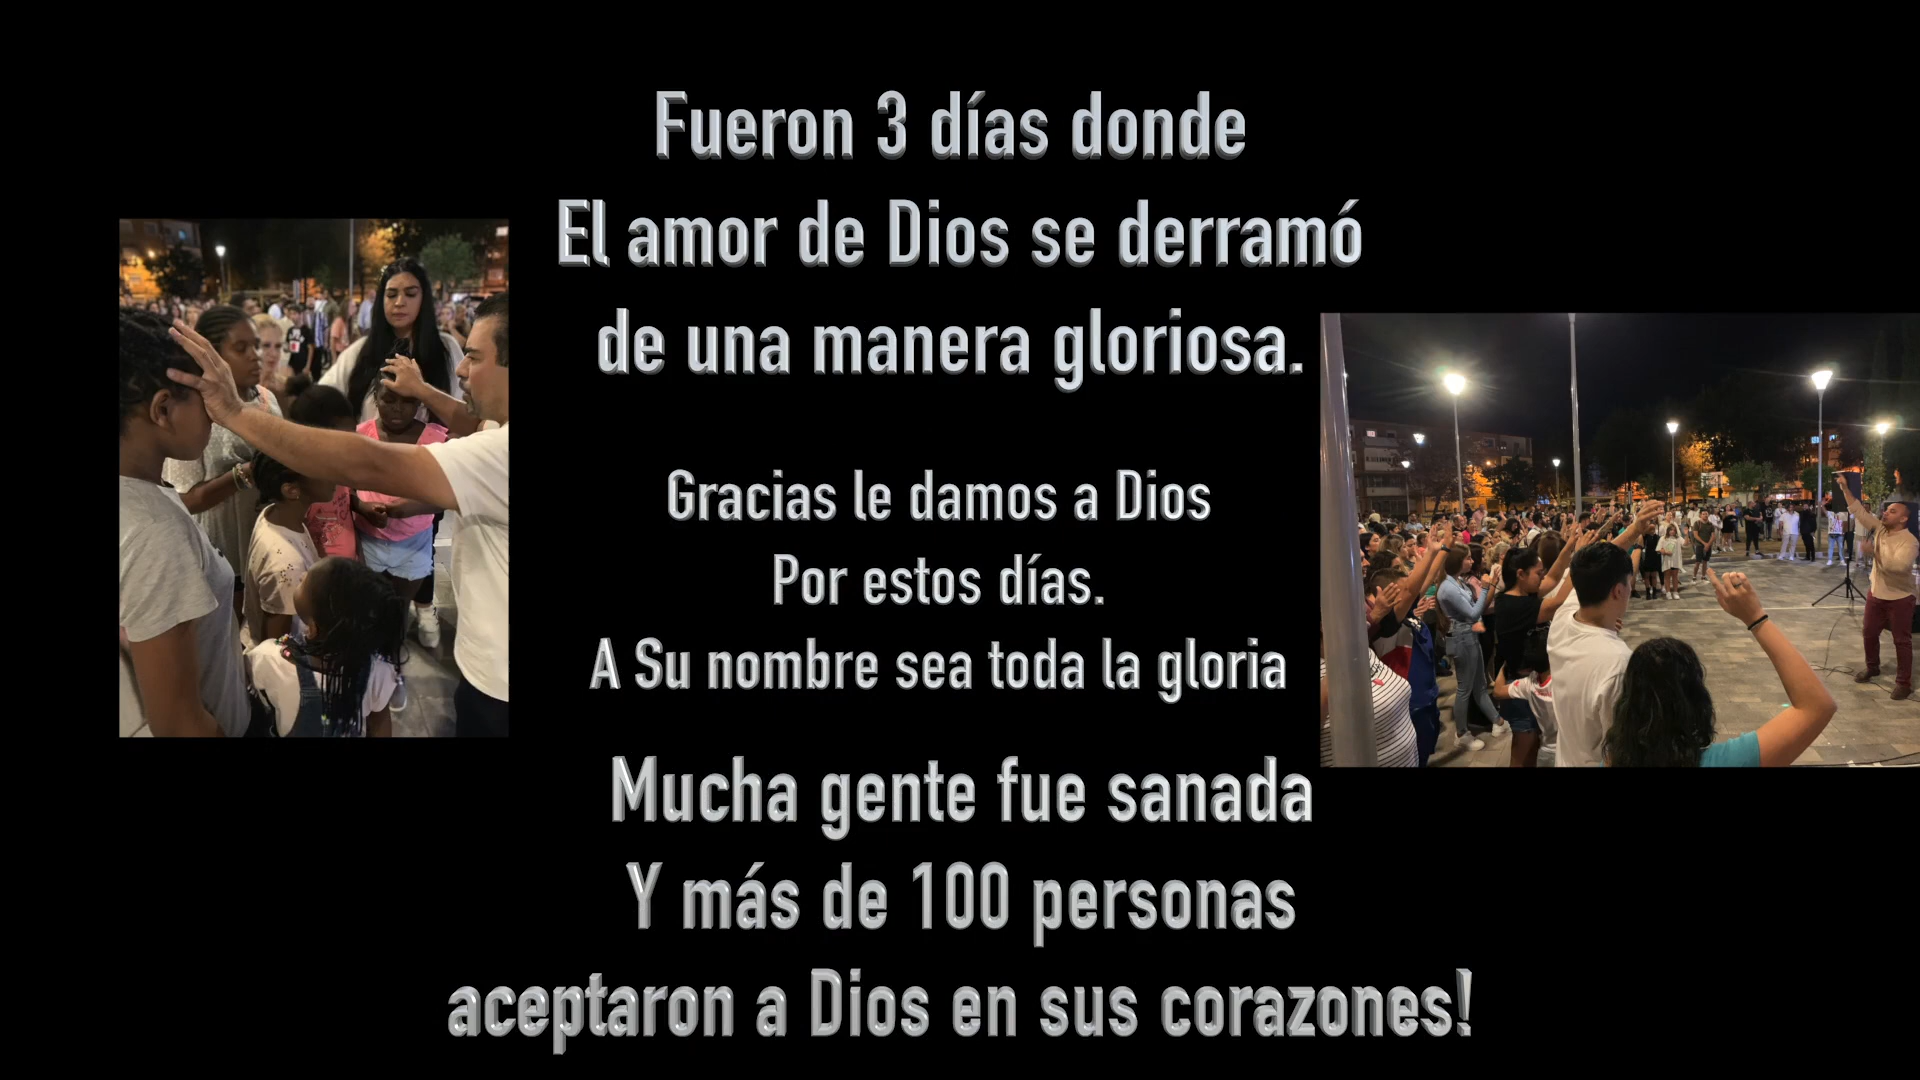 Fueron 3 días donde
El amor de Dios se derramó
de una manera gloriosa.
Gracias le damos a Dios
Por estos días.
A Su nombre sea toda la gloria
Mucha gente fue sanada
Y más de 100 personas
aceptaron a Dios en sus corazones!